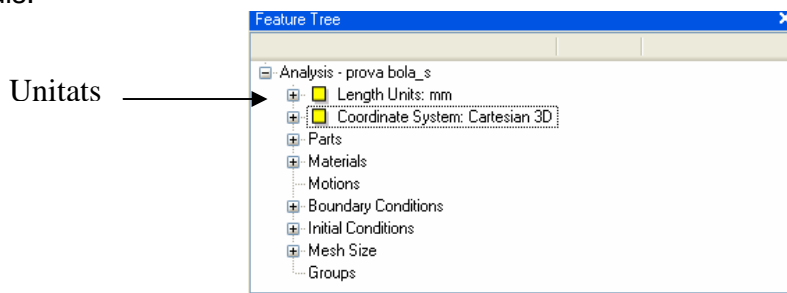 Feature Tree
Analysis - prova bola_s
Unitats
Length Units: mm
Coordinate System: Cartesian 3D
Parts
Materials
Motions
Boundary Conditions
Initial Conditions
Mesh Size
Groups